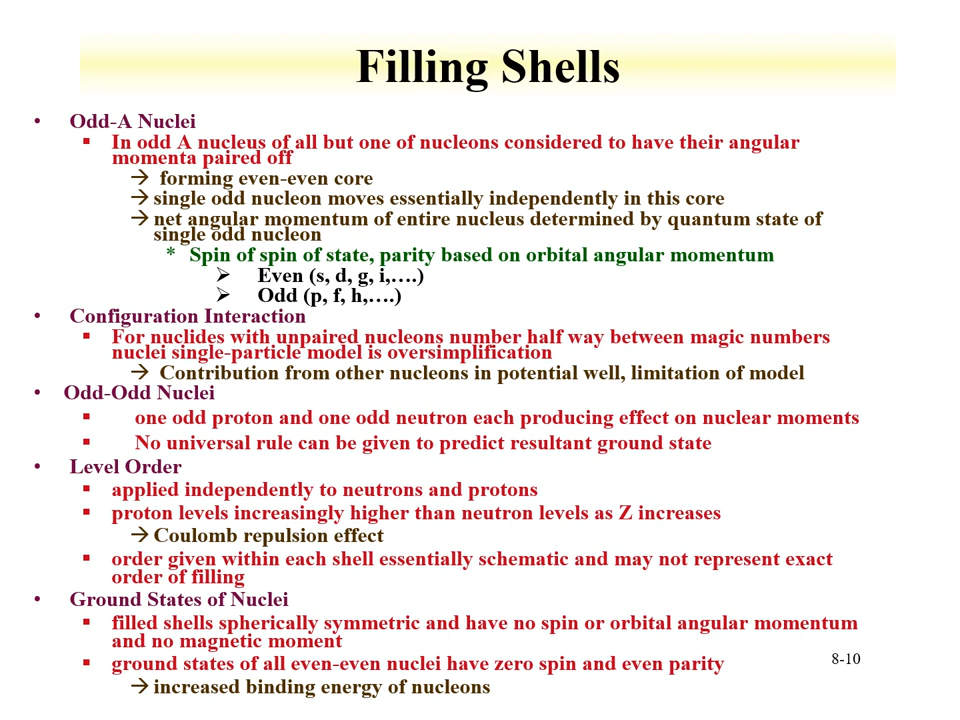 Filling Shells
• Odd-A Nuclei
▪ In odd A nucleus of all but one of nucleons considered to have their angular
momenta paired off
→ forming even-even core
→ single odd nucleon moves essentially independently in this core
→ net angular momentum of entire nucleus determined by quantum state of
single odd nucleon
* Spin of spin of state, parity based on orbital angular momentum
➢ Even (s, d, g, i,….)
➢ Odd (p, f, h,….)
• Configuration Interaction
▪ For nuclides with unpaired nucleons number half way between magic numbers
nuclei single-particle model is oversimplification
→ Contribution from other nucleons in potential well, limitation of model
• Odd-Odd Nuclei
▪ one odd proton and one odd neutron each producing effect on nuclear moments
▪ No universal rule can be given to predict resultant ground state
• Level Order
▪ applied independently to neutrons and protons
▪ proton levels increasingly higher than neutron levels as Z increases
→ Coulomb repulsion effect
▪ order given within each shell essentially schematic and may not represent exact
order of filling
• Ground States of Nuclei
▪ filled shells spherically symmetric and have no spin or orbital angular momentum
and no magnetic moment
▪ ground states of all even-even nuclei have zero spin and even parity
→ increased binding energy of nucleons
8-10